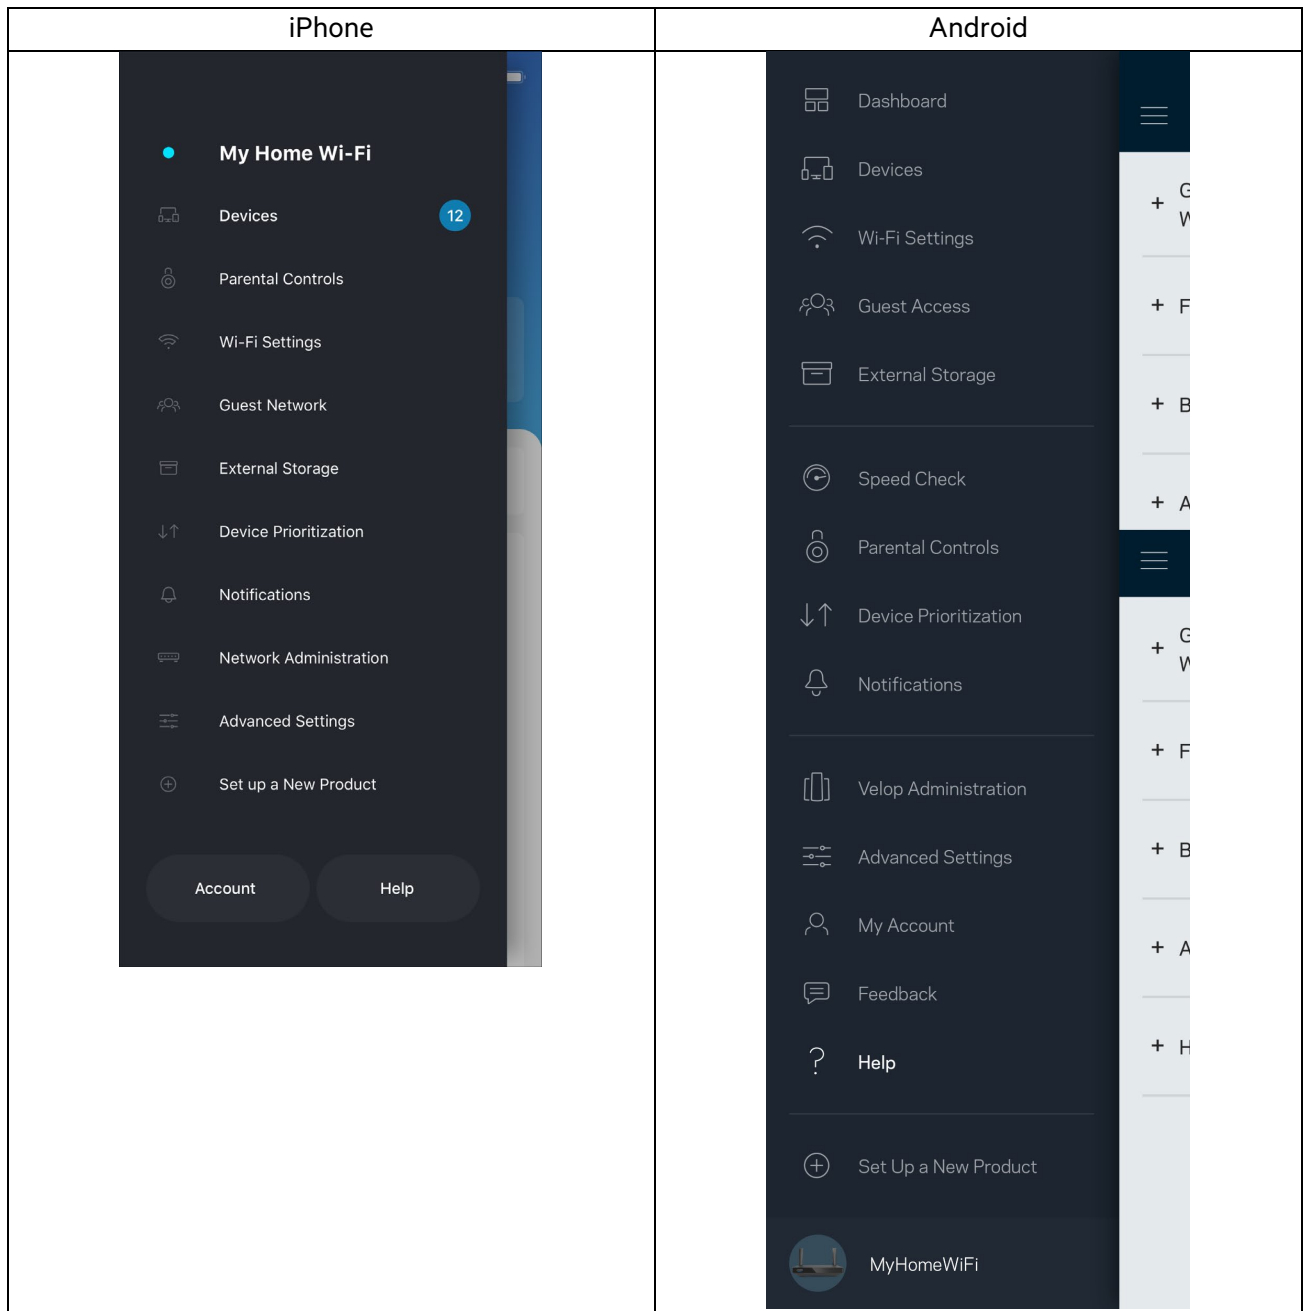 iPhone
Android
My Home Wi-Fi
Devices
12
Parental Controls
Wi-Fi Settings
Guest Network
External Storage
Device Prioritization
Notifications
Network Administration
Advanced Settings
Set up a New Product
Account
Help
Dashboard
Devices
Wi-Fi Settings
Guest Access
External Storage
Speed Check
Parental Controls
Device Prioritization
Notifications
Velop Administration
Advanced Settings
My Account
Feedback
Help
Set Up a New Product
MyHomeWiFi